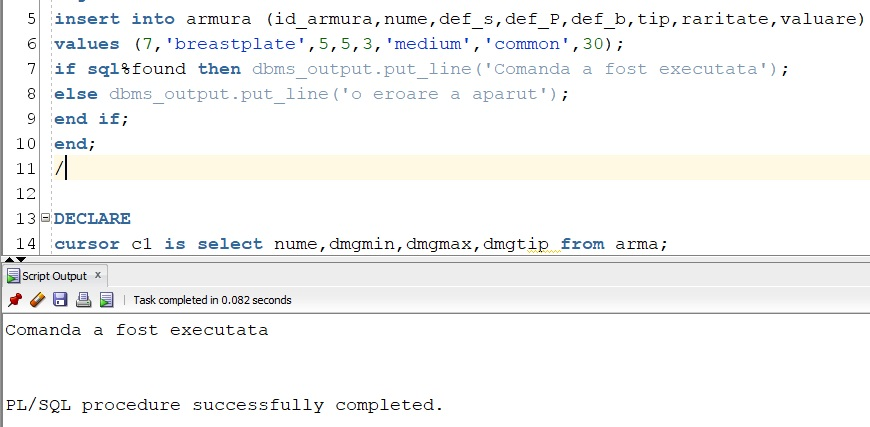 5 insert into armura (id_armura,nume,def_s,def_P,def_b,tip,raritate,valuare)
6 values (7,'breastplate',5,5,3,'medium','common',30);
7 if sql%found then dbms_output.put_line('Comanda a fost executata');
8 else dbms_output.put_line('o eroare a aparut');
9 end if;
10 end;
11 /
12
13 DECLARE
14 cursor c1 is select nume,dmgmin,dmgmax,dmgtip from arma;
Script Output x
Task completed in 0.082 seconds
Comanda a fost executata
PL/SQL procedure successfully completed.